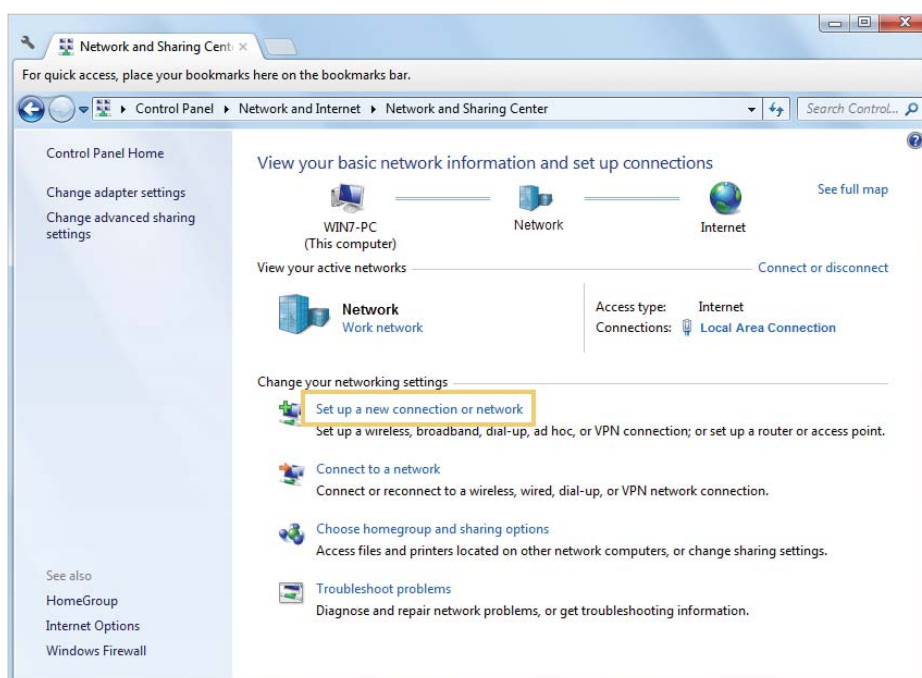 Network and Sharing Cent
For quick access, place your bookmarks here on the bookmarks bar.
Control Panel Network and Internet Network and Sharing Center
Search Control...
Control Panel Home
Change adapter settings
Change advanced sharing
settings
View your basic network information and set up connections
See full map
WIN7-PC
(This computer)
Network
Internet
View your active networks
Connect or disconnect
Network
Work network
Access type: Internet
Connections: Local Area Connection
Change your networking settings
Set up a new connection or network
Set up a wireless, broadband, dial-up, ad hoc, or VPN connection; or set up a router or access point.
Connect to a network
Connect or reconnect to a wireless, wired, dial-up, or VPN network connection.
Choose homegroup and sharing options
Access files and printers located on other network computers, or change sharing settings.
Troubleshoot problems
Diagnose and repair network problems, or get troubleshooting information.
See also
HomeGroup
Internet Options
Windows Firewall